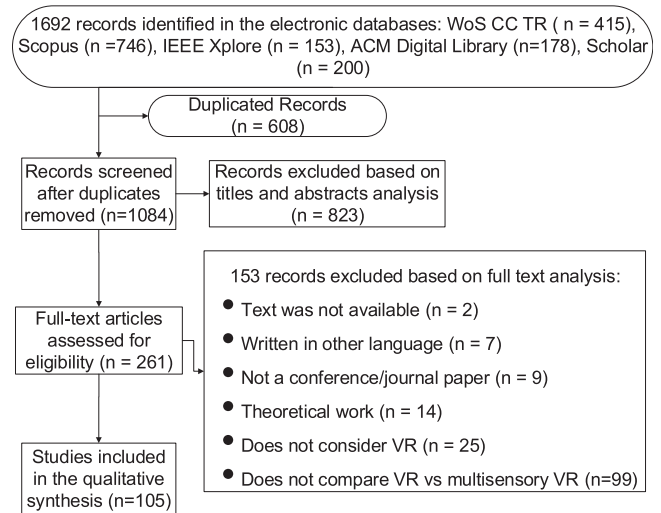 1692 records identified in the electronic databases: WoS CC TR ( n = 415),
Scopus (n =746), IEEE Xplore (n = 153), ACM Digital Library (n=178), Scholar
(n = 200)
Duplicated Records
(n = 608)
Records screened
after duplicates
removed (n=1084)
Records excluded based on
titles and abstracts analysis
(n = 823)
153 records excluded based on full text analysis:
● Text was not available (n = 2)
● Written in other language (n = 7)
● Not a conference/journal paper (n = 9)
● Theoretical work (n = 14)
● Does not consider VR (n = 25)
● Does not compare VR vs multisensory VR (n=99)
Full-text articles
assessed for
eligibility (n = 261)
Studies included
in the qualitative
synthesis (n=105)